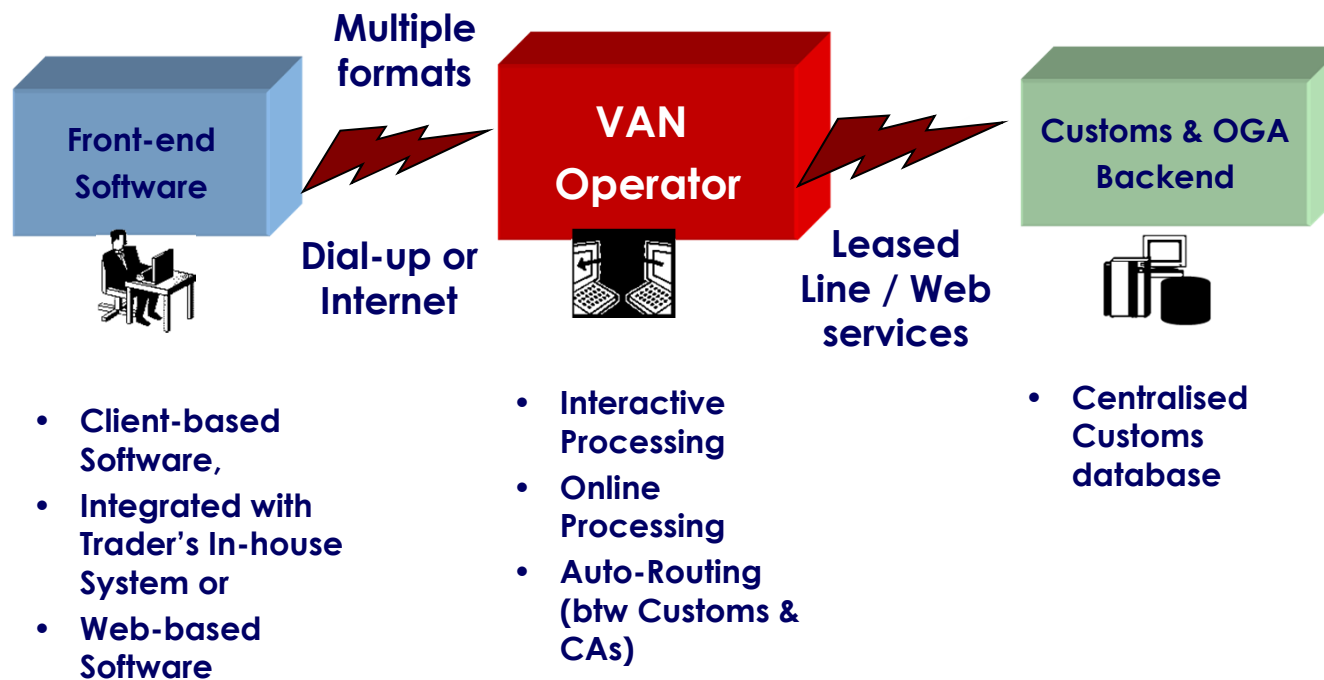 Multiple
formats
Front-end
Software
VAN
Operator
Customs & OGA
Backend
Dial-up or
Internet
Leased
Line / Web
services
• Client-based
Software,
• Integrated with
Trader’s In-house
System or
• Web-based
Software
• Interactive
Processing
• Online
Processing
• Auto-Routing
(btw Customs &
CAs)
• Centralised
Customs
database